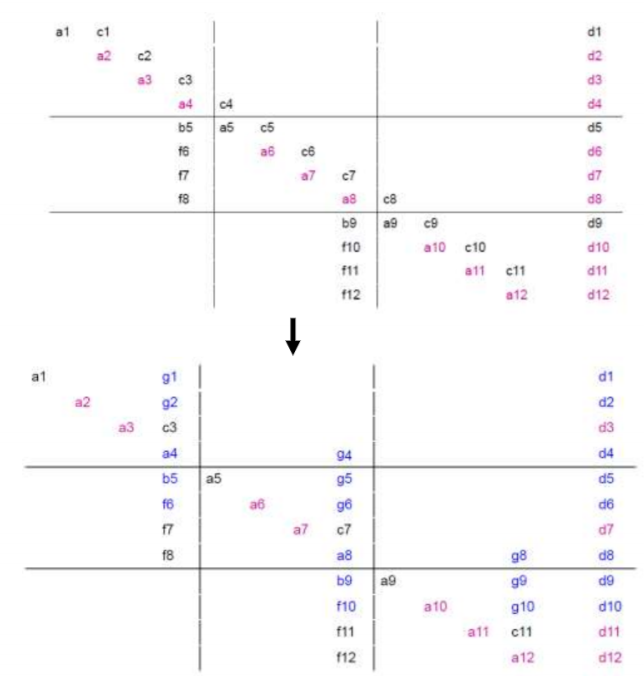 a1 c1 d1
a2 c2 d2
a3 c3 d3
a4 c4 d4
b5 a5 c5 d5
f6 a6 c6 d6
f7 a7 c7 d7
f8 a8 c8 d8
b9 a9 c9 d9
f10 a10 c10 d10
f11 a11 c11 d11
f12 a12 d12
a1 g1 d1
a2 g2 d2
a3 c3 d3
a4 g4 d4
b5 a5 g5 d5
f6 a6 g6 d6
f7 a7 c7 d7
f8 a8 g8 d8
b9 a9 g9 d9
f10 a10 g10 d10
f11 a11 c11 d11
f12 a12 d12